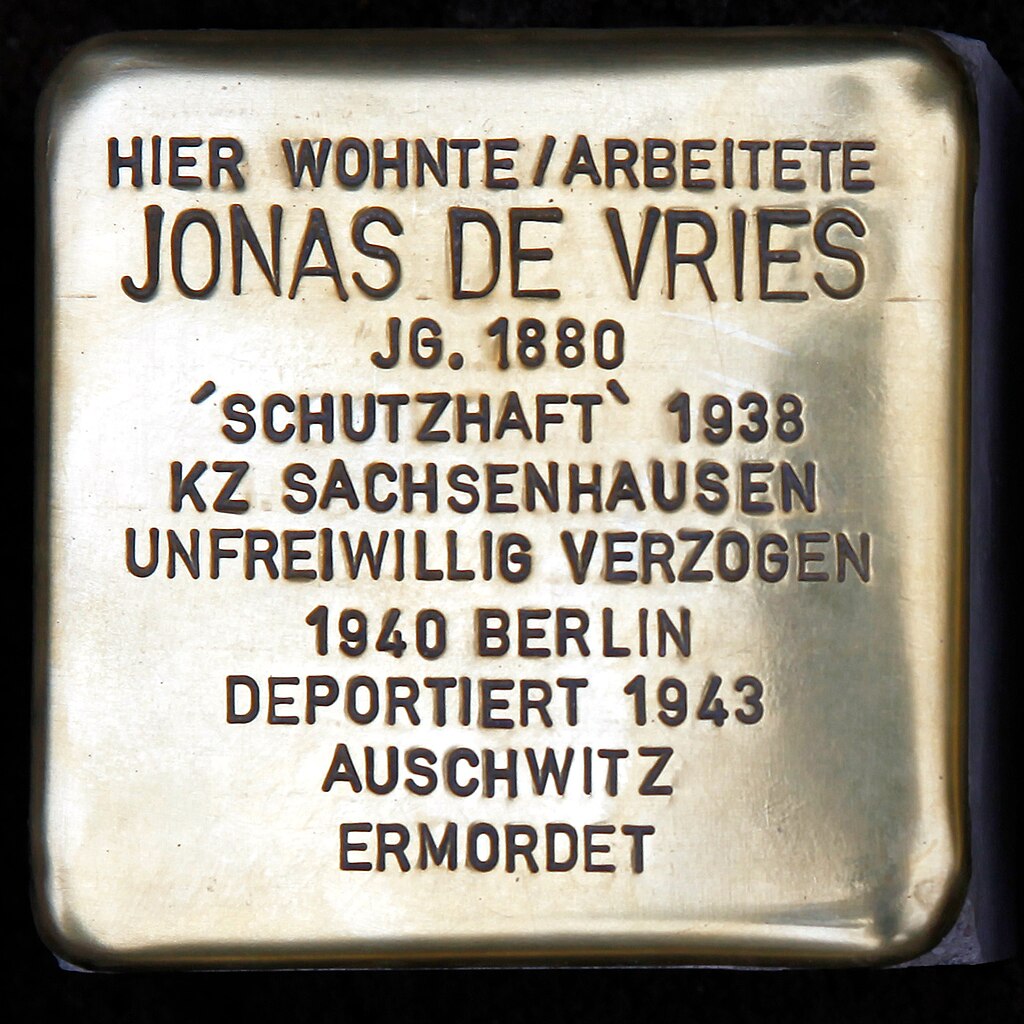 HIER WOHNTE/ARBEITETE
JONAS DE VRIES
JG. 1880
´SCHUTZHAFT` 1938
KZ SACHSENHAUSEN
UNFREIWILLIG VERZOGEN
1940 BERLIN
DEPORTIERT 1943
AUSCHWITZ
ERMORDET